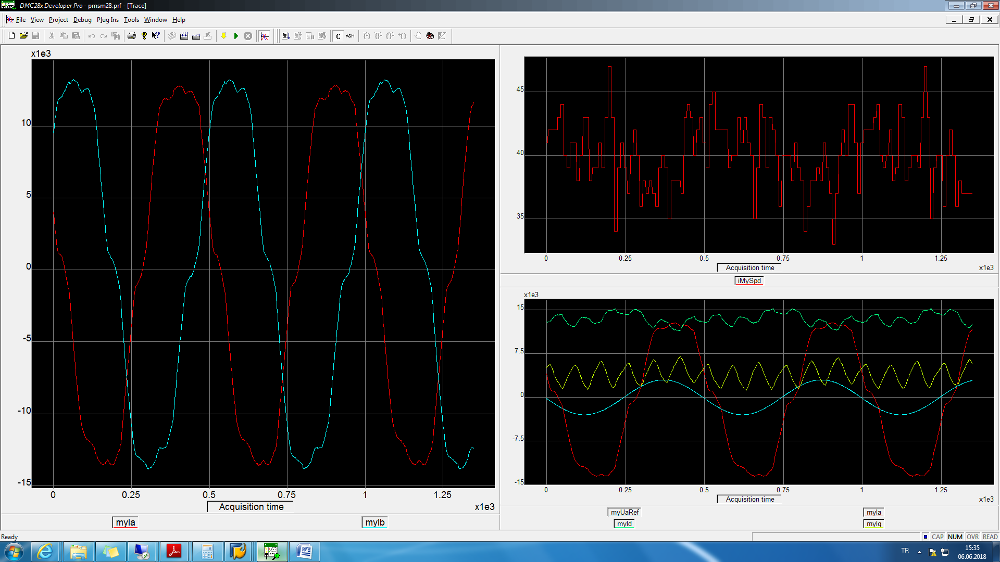 DMC28x Developer Pro - pmsm28.prf - [Trace]
File View Project Debug Plug Ins Tools Window Help
C ASM
x1e3
10
5
0
-5
-10
-15
0 0.25 0.5 0.75 1 1.25
Acquisition time x1e3
myIa myIb
45
40
35
0 0.25 0.5 0.75 1 1.25
Acquisition time x1e3
iMySpd
x1e3
15
7.5
0
-7.5
-15
0 0.25 0.5 0.75 1 1.25
Acquisition time x1e3
myUaRef myIa
myId myIq
Ready CAP NUM OVR READ
TR 15:35
06.06.2018